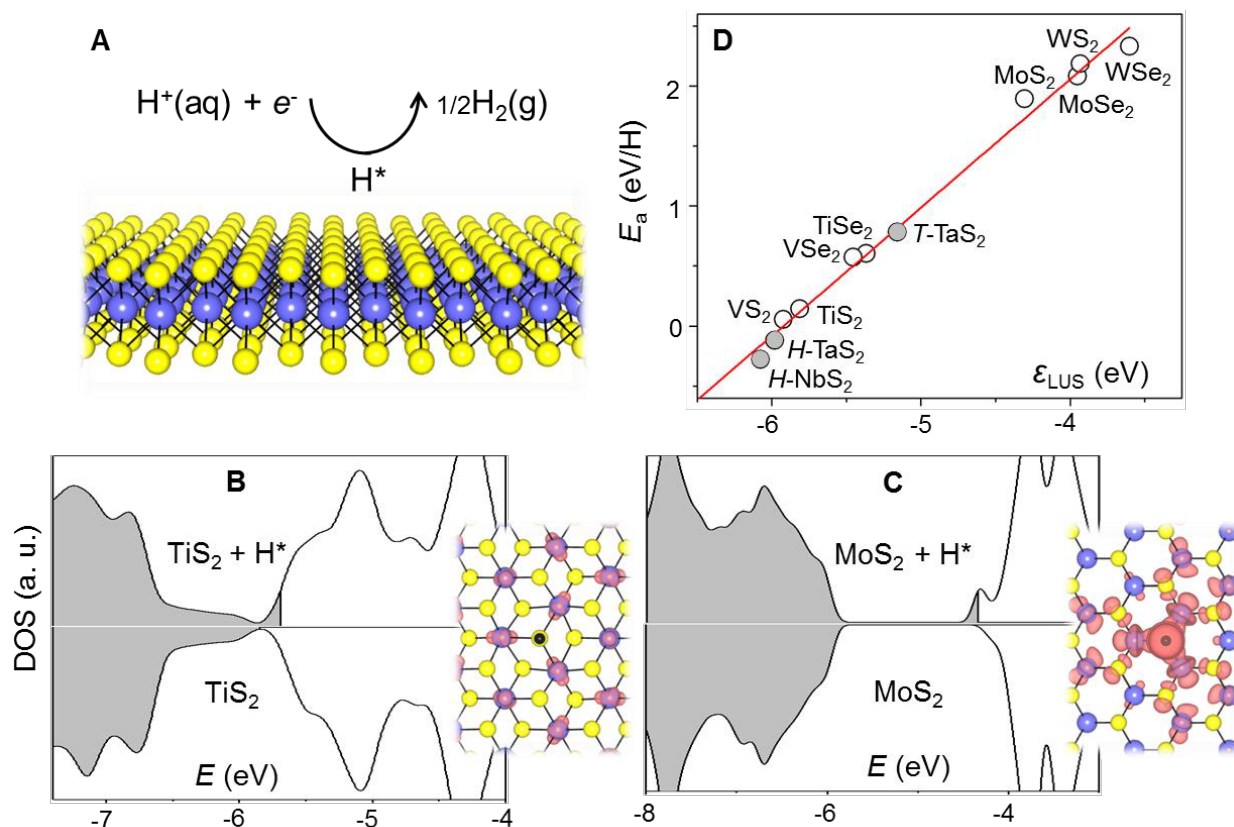 A
H⁺(aq) + e⁻
1/2H₂(g)
H*
D
Eₐ (eV/H)
2
1
0
WS₂
WSe₂
MoS₂
MoSe₂
TiSe₂
VSe₂
T-TaS₂
VS₂
TiS₂
H-TaS₂
H-NbS₂
ε_LUS (eV)
-6
-5
-4
B
DOS (a. u.)
TiS₂ + H*
TiS₂
E (eV)
-7
-6
-5
-4
C
MoS₂ + H*
MoS₂
E (eV)
-8
-6
-4